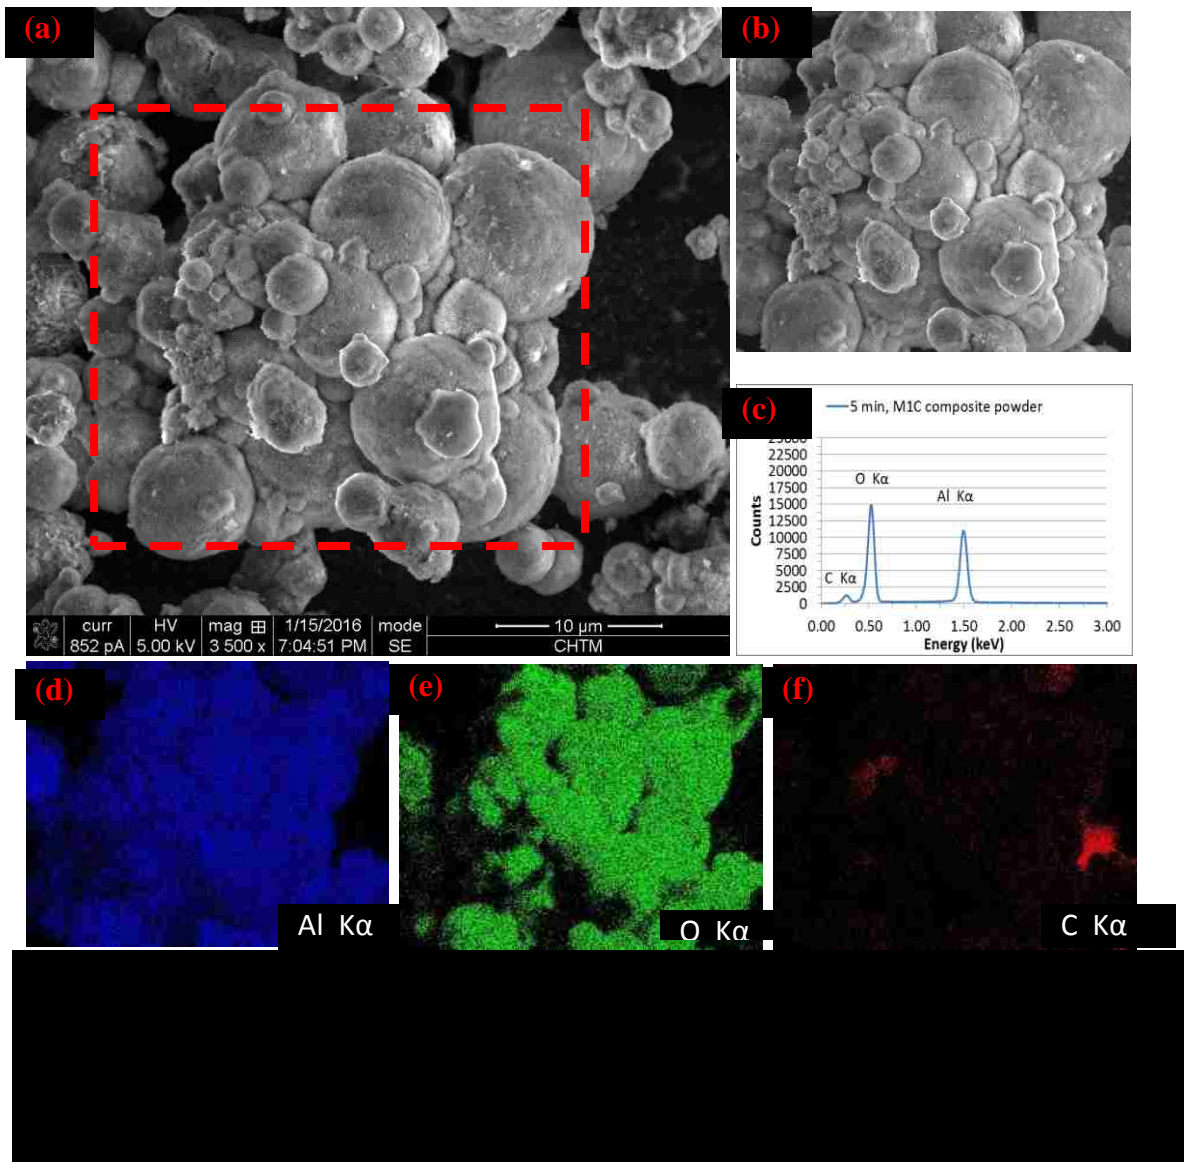 (a)
curr HV mag ⊞ 1/15/2016 mode
852 pA 5.00 kV 3 500 x 7:04:51 PM SE
10 µm
CHTM
(b)
(c)
5 min, M1C composite powder
Counts
25000
22500
20000
17500
15000
12500
10000
7500
5000
2500
0
O Kα
Al Kα
C Kα
0.00 0.50 1.00 1.50 2.00 2.50 3.00
Energy (keV)
(d)
Al Kα
(e)
O Kα
(f)
C Kα